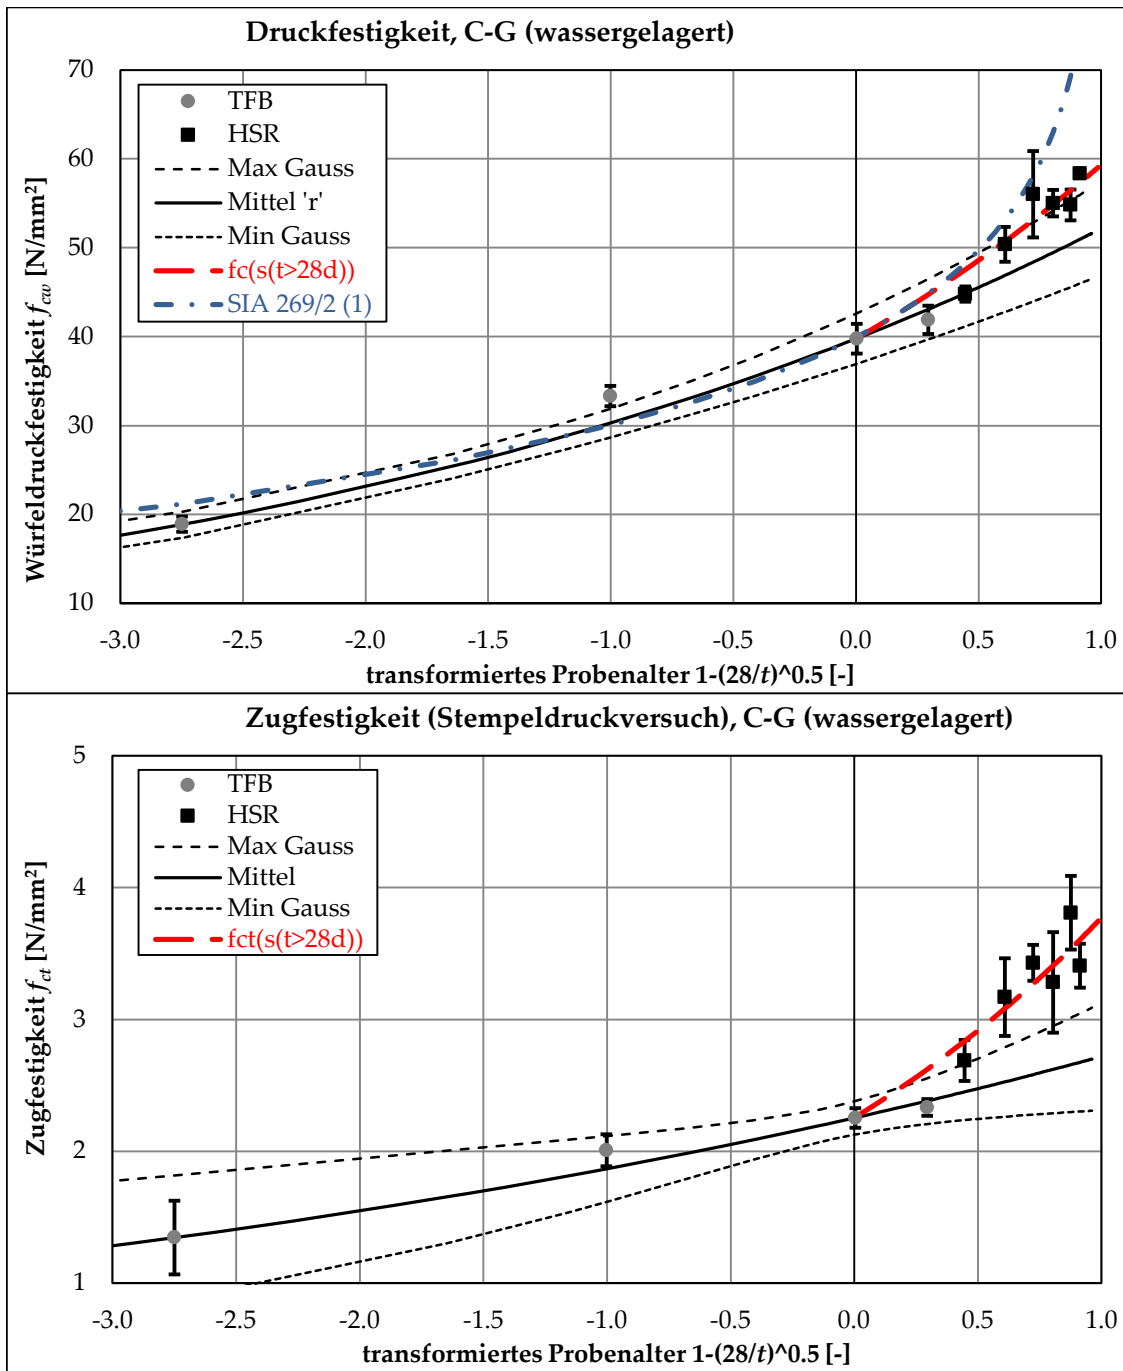 Druckfestigkeit, C-G (wassergelagert)
70
60
50
40
30
20
10
Würfeldruckfestigkeit fcw [N/mm²]
TFB
HSR
Max Gauss
Mittel 'r'
Min Gauss
fc(s(t>28d))
SIA 269/2 (1)
-3.0 -2.5 -2.0 -1.5 -1.0 -0.5 0.0 0.5 1.0
transformiertes Probenalter 1-(28/t)^0.5 [-]
Zugfestigkeit (Stempeldruckversuch), C-G (wassergelagert)
5
4
3
2
1
Zugfestigkeit fct [N/mm²]
TFB
HSR
Max Gauss
Mittel
Min Gauss
fct(s(t>28d))
-3.0 -2.5 -2.0 -1.5 -1.0 -0.5 0.0 0.5 1.0
transformiertes Probenalter 1-(28/t)^0.5 [-]